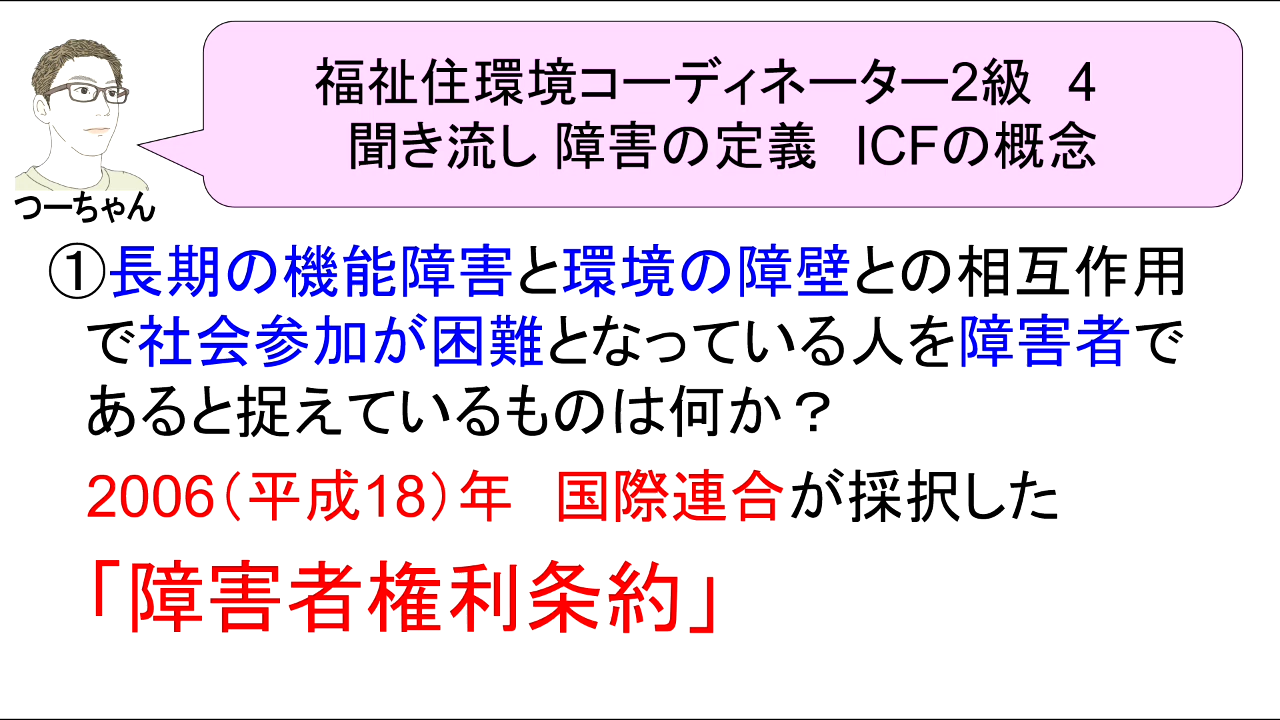 福祉住環境コーディネーター2級　4
聞き流し 障害の定義　ICFの概念
つーちゃん
①長期の機能障害と環境の障壁との相互作用
で社会参加が困難となっている人を障害者で
あると捉えているものは何か？
2006（平成18）年　国際連合が採択した
「障害者権利条約」